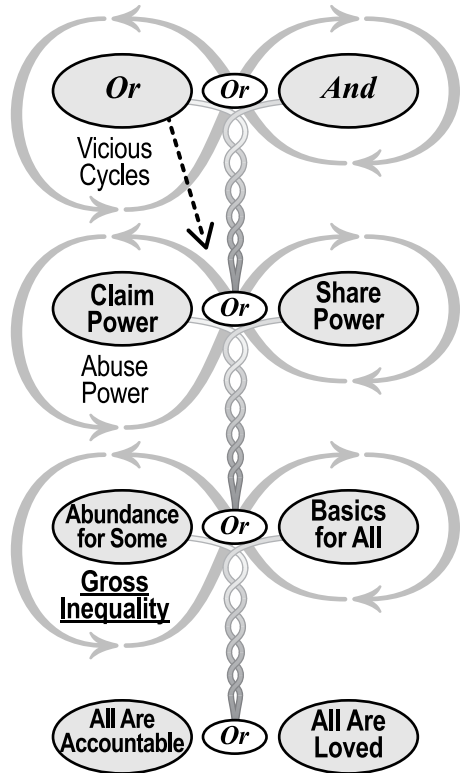 Or Or And
Vicious
Cycles
Claim
Power
Or
Share
Power
Abuse
Power
Abundance
for Some
Or
Basics
for All
Gross
Inequality
All Are
Accountable
Or
All Are
Loved